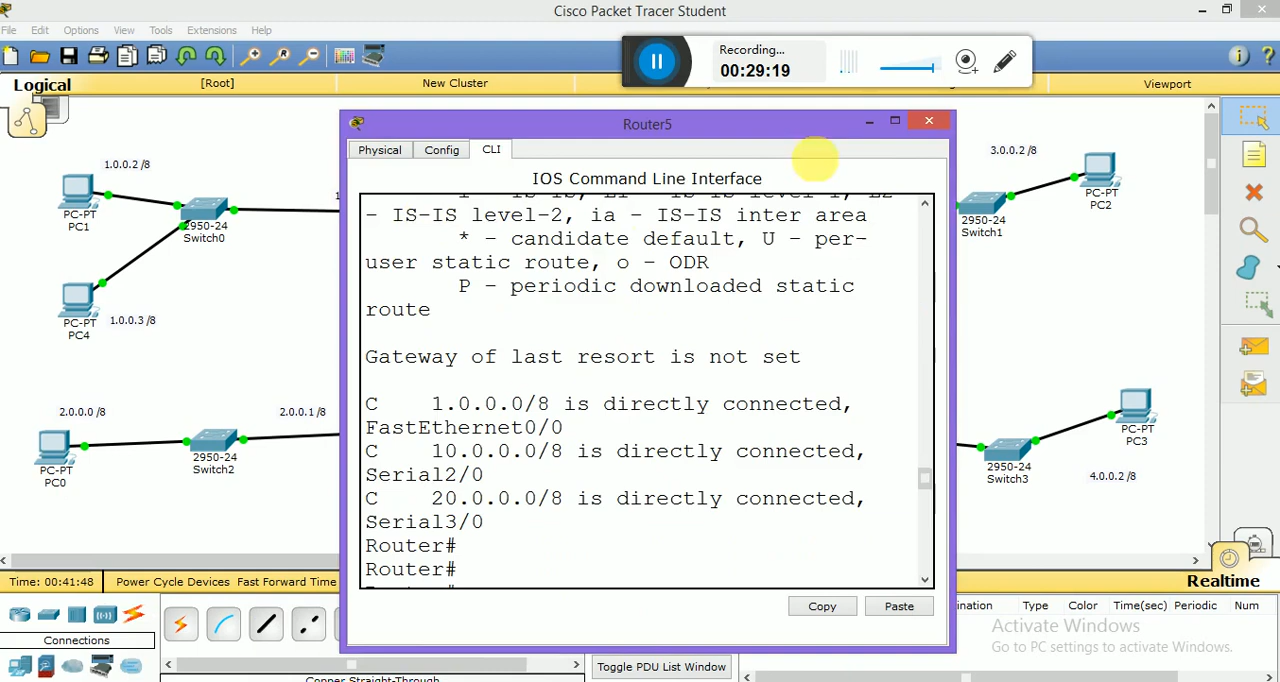 Cisco Packet Tracer Student
File Edit Options View Tools Extensions Help
Recording...
00:29:19
Logical
[Root]
New Cluster
Viewport
Router5
Physical
Config
CLI
IOS Command Line Interface
- IS-IS level-2, ia - IS-IS inter area
* - candidate default, U - per-
user static route, o - ODR
P - periodic downloaded static
route
Gateway of last resort is not set
C 1.0.0.0/8 is directly connected,
FastEthernet0/0
C 10.0.0.0/8 is directly connected,
Serial2/0
C 20.0.0.0/8 is directly connected,
Serial3/0
Router#
Router#
Copy
Paste
1.0.0.2 /8
PC-PT
PC1
2950-24
Switch0
PC-PT
PC4
1.0.0.3 /8
2.0.0.0 /8
2.0.0.1 /8
PC-PT
PC0
2950-24
Switch2
3.0.0.2 /8
PC-PT
PC2
2950-24
Switch1
PC-PT
PC3
2950-24
Switch3
4.0.0.2 /8
Time: 00:41:48
Power Cycle Devices Fast Forward Time
Realtime
Connections
Copper Straight-Through
Toggle PDU List Window
ination Type Color Time(sec) Periodic Num
Activate Windows
Go to PC settings to activate Windows.